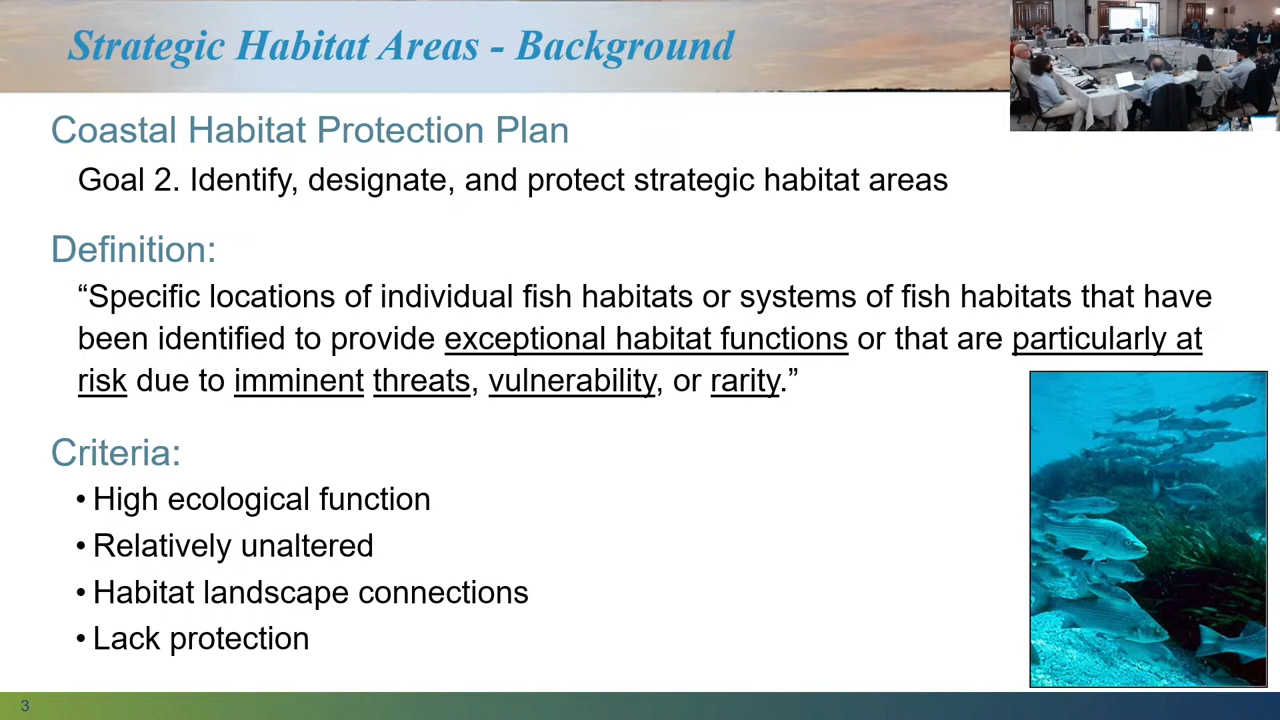 Strategic Habitat Areas - Background
Coastal Habitat Protection Plan
Goal 2. Identify, designate, and protect strategic habitat areas
Definition:
“Specific locations of individual fish habitats or systems of fish habitats that have
been identified to provide exceptional habitat functions or that are particularly at
risk due to imminent threats, vulnerability, or rarity.”
Criteria:
• High ecological function
• Relatively unaltered
• Habitat landscape connections
• Lack protection
3